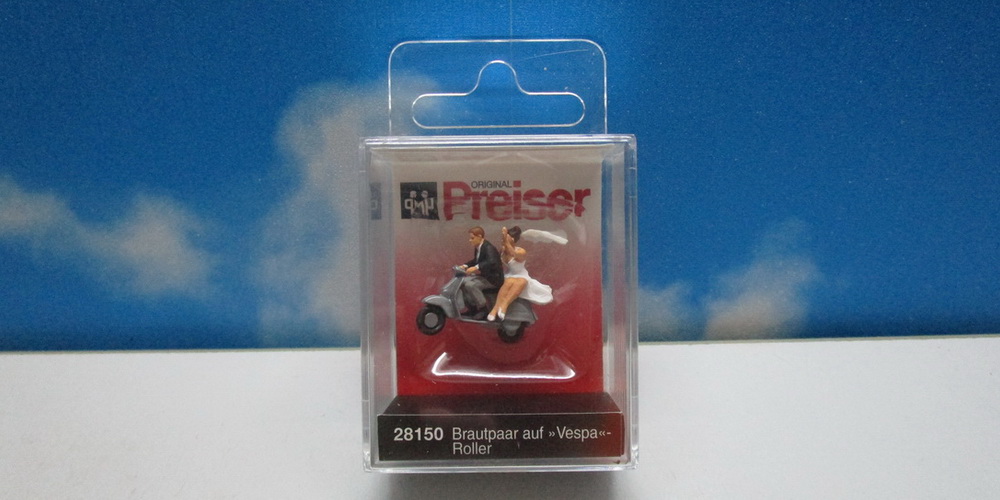 ORIGINAL
Preiser
28150 Brautpaar auf »Vespa«-
Roller